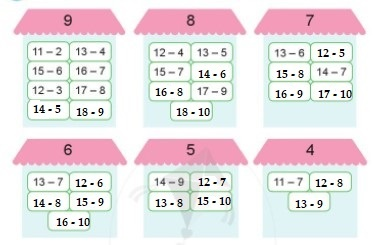 9
11 – 2 13 – 4
15 – 6 16 – 7
12 – 3 17 – 8
14 - 5 18 - 9
8
12 – 4 13 – 5
15 – 7 14 - 6
16 - 8 17 – 9
18 - 10
7
13 – 6 12 - 5
15 - 8 14 – 7
16 - 9 17 - 10
6
13 – 7 12 - 6
14 - 8 15 - 9
16 - 10
5
14 – 9 12 - 7
13 - 8 15 - 10
4
11 – 7 12 - 8
13 - 9